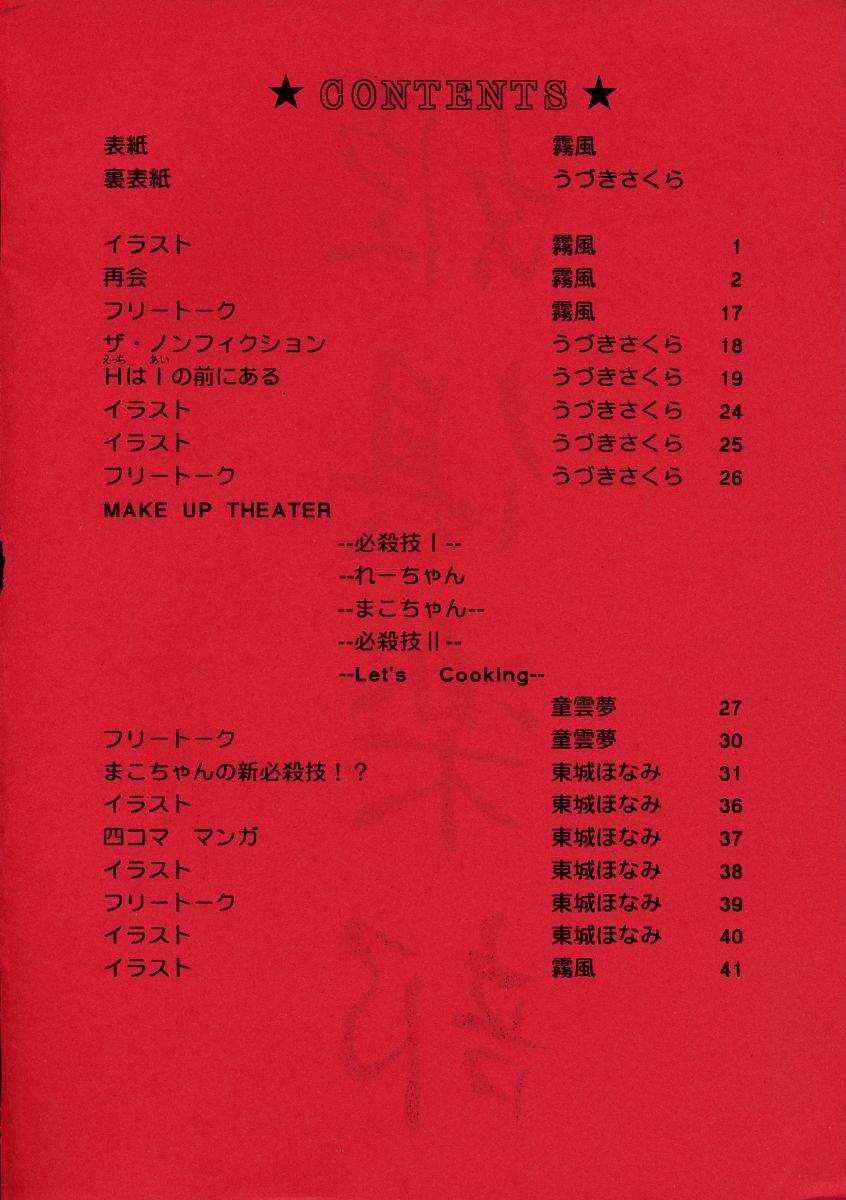 ★ CONTENTS ★
表紙 霧風
裏表紙 うづきさくら
イラスト 霧風 1
再会 霧風 2
フリートーク 霧風 17
ザ・ノンフィクション うづきさくら 18
えっち あい
HはIの前にある うづきさくら 19
イラスト うづきさくら 24
イラスト うづきさくら 25
フリートーク うづきさくら 26
MAKE UP THEATER
--必殺技Ⅰ--
--れーちゃん
--まこちゃん--
--必殺技Ⅱ--
--Let's Cooking--
童雲夢 27
フリートーク 童雲夢 30
まこちゃんの新必殺技!? 東城ほなみ 31
イラスト 東城ほなみ 36
四コマ マンガ 東城ほなみ 37
イラスト 東城ほなみ 38
フリートーク 東城ほなみ 39
イラスト 東城ほなみ 40
イラスト 霧風 41